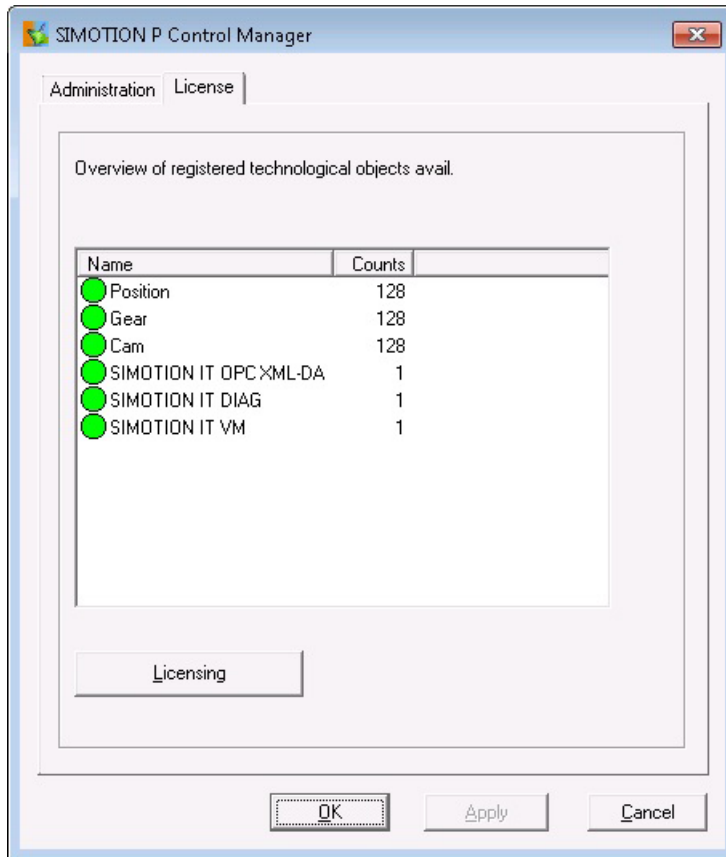 SIMOTION P Control Manager
Administration License
Overview of registered technological objects avail.
Name Counts
Position 128
Gear 128
Cam 128
SIMOTION IT OPC XML-DA 1
SIMOTION IT DIAG 1
SIMOTION IT VM 1
Licensing
OK Apply Cancel